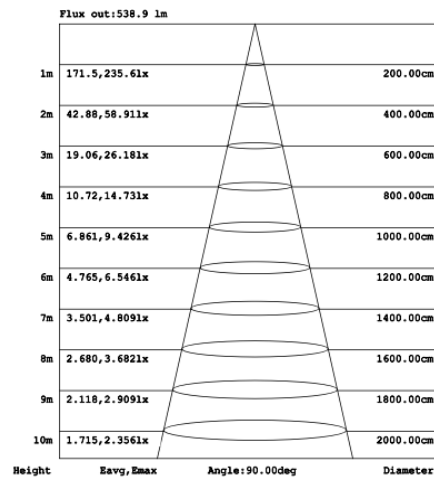 Flux out:538.9 lm
1m 171.5,235.6lx 200.00cm
2m 42.88,58.91lx 400.00cm
3m 19.06,26.18lx 600.00cm
4m 10.72,14.73lx 800.00cm
5m 6.861,9.426lx 1000.00cm
6m 4.765,6.546lx 1200.00cm
7m 3.501,4.809lx 1400.00cm
8m 2.680,3.682lx 1600.00cm
9m 2.118,2.909lx 1800.00cm
10m 1.715,2.356lx 2000.00cm
Height Eavg,Emax Angle:90.00deg Diameter